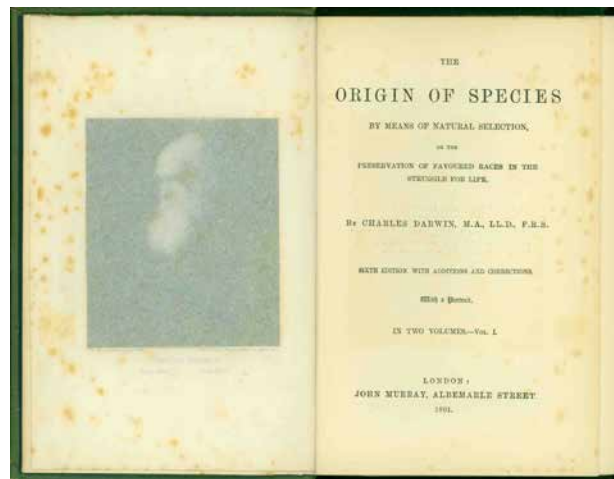 THE
ORIGIN OF SPECIES
BY MEANS OF NATURAL SELECTION,
OR THE
PRESERVATION OF FAVOURED RACES IN THE
STRUGGLE FOR LIFE.
BY CHARLES DARWIN, M.A., LL.D., F.R.S.
SIXTH EDITION, WITH ADDITIONS AND CORRECTIONS.
With a Portrait.
IN TWO VOLUMES.—VOL. I.
LONDON:
JOHN MURRAY, ALBEMARLE STREET